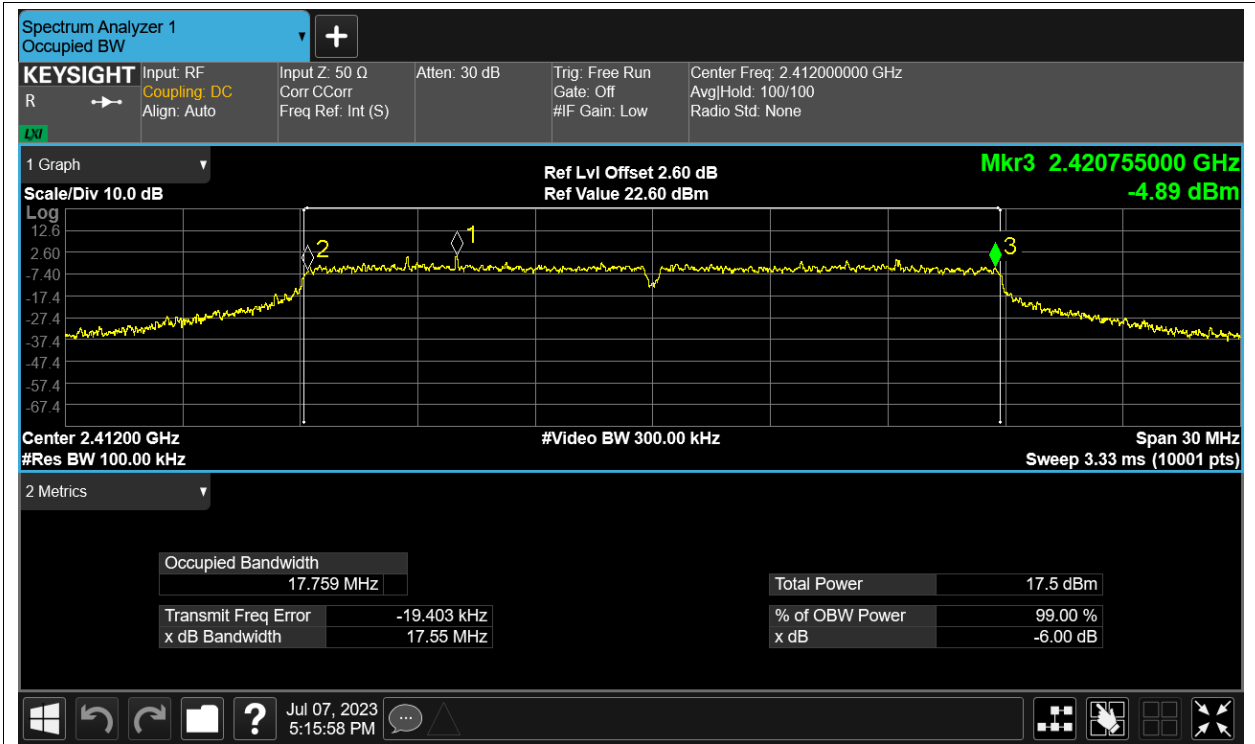 Spectrum Analyzer 1
Occupied BW
+
KEYSIGHT
R
LXI
Input: RF
Coupling: DC
Align: Auto
Input Z: 50 Ω
Corr CCorr
Freq Ref: Int (S)
Atten: 30 dB
Trig: Free Run
Gate: Off
#IF Gain: Low
Center Freq: 2.412000000 GHz
Avg|Hold: 100/100
Radio Std: None
1 Graph
Scale/Div 10.0 dB
Ref Lvl Offset 2.60 dB
Ref Value 22.60 dBm
Mkr3 2.420755000 GHz
-4.89 dBm
Log
12.6
2.60
-7.40
-17.4
-27.4
-37.4
-47.4
-57.4
-67.4
2
1
3
Center 2.41200 GHz
#Res BW 100.00 kHz
#Video BW 300.00 kHz
Span 30 MHz
Sweep 3.33 ms (10001 pts)
2 Metrics
Occupied Bandwidth
17.759 MHz
Transmit Freq Error -19.403 kHz
x dB Bandwidth 17.55 MHz
Total Power 17.5 dBm
% of OBW Power 99.00 %
x dB -6.00 dB
?
Jul 07, 2023
5:15:58 PM